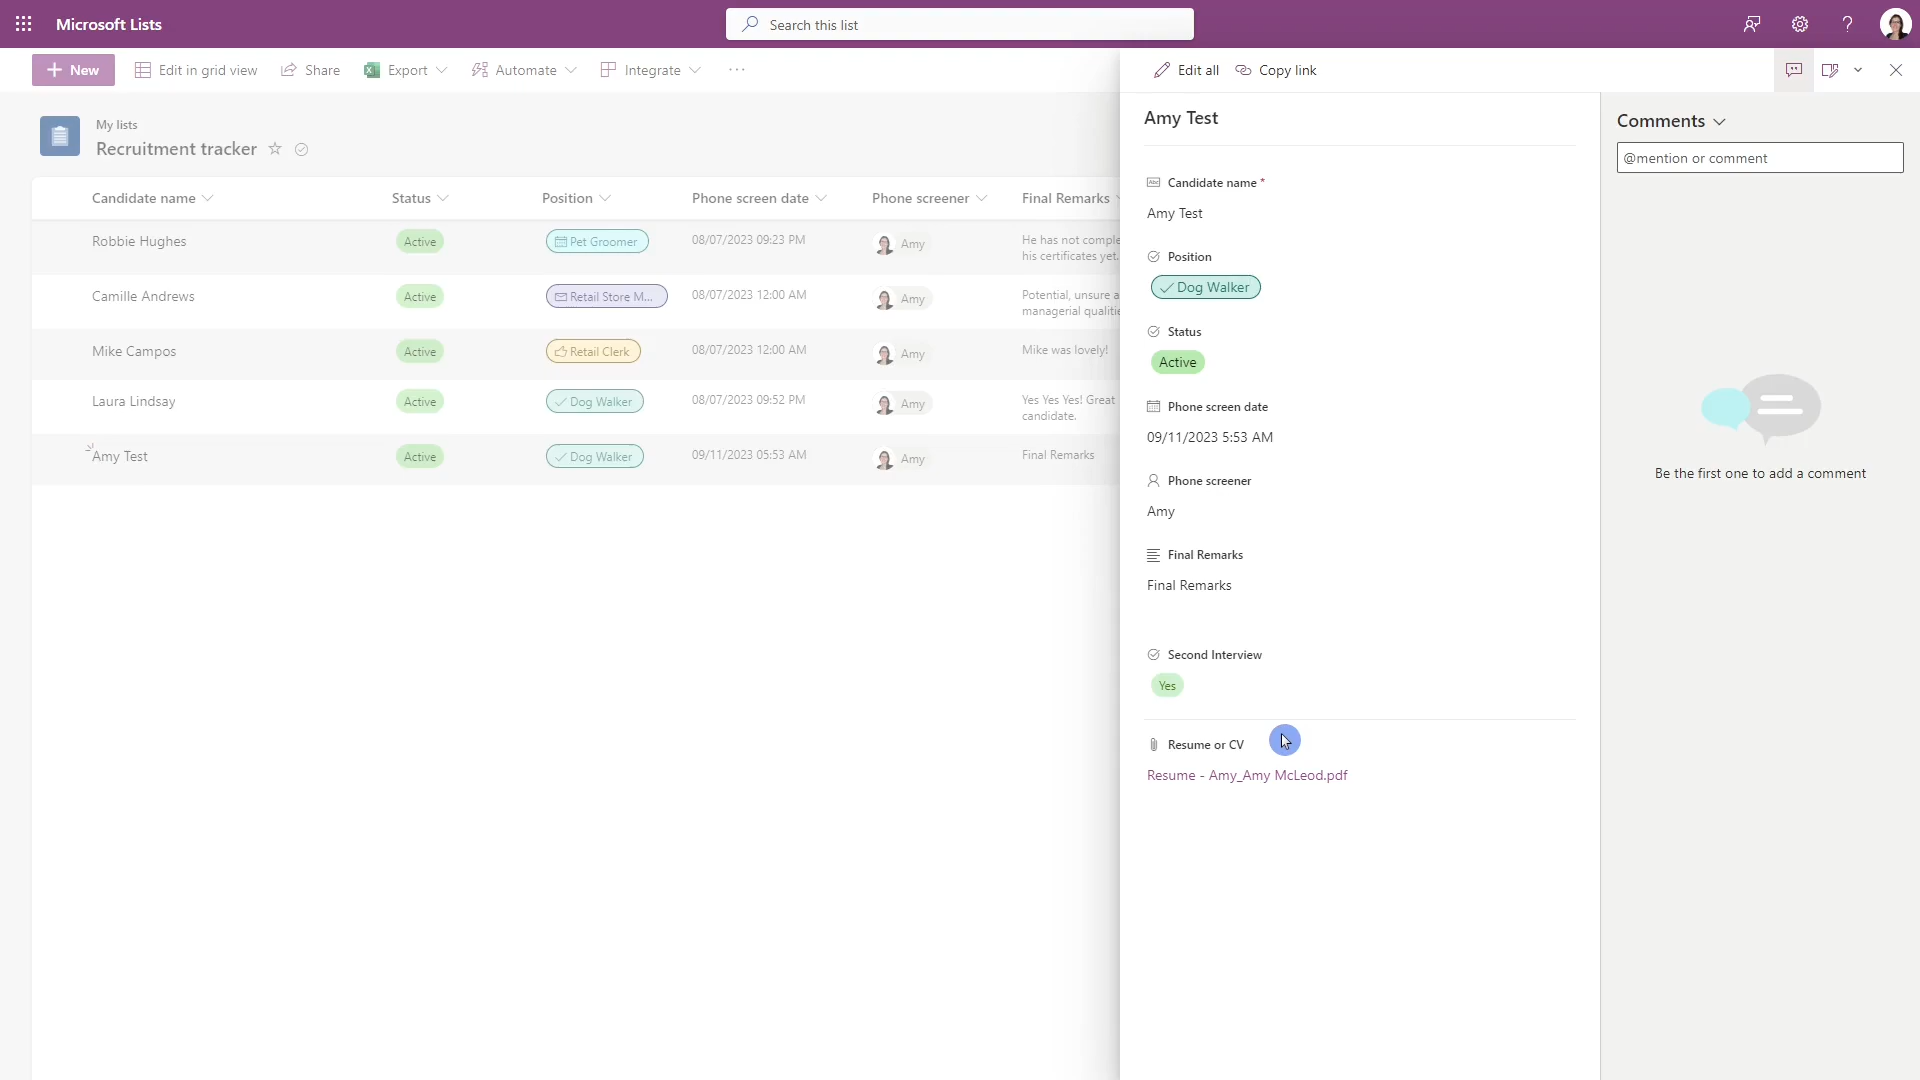 Microsoft Lists
Search this list
New
Edit in grid view
Share
Export
Automate
Integrate
Edit all
Copy link
My lists
Recruitment tracker
Candidate name
Status
Position
Phone screen date
Phone screener
Final Remarks
Robbie Hughes
Active
Pet Groomer
08/07/2023 09:23 PM
Amy
He has not comple
his certificates yet.
Camille Andrews
Active
Retail Store M...
08/07/2023 12:00 AM
Amy
Potential, unsure a
managerial qualitie
Mike Campos
Active
Retail Clerk
08/07/2023 12:00 AM
Amy
Mike was lovely!
Laura Lindsay
Active
Dog Walker
08/07/2023 09:52 PM
Amy
Yes Yes Yes! Great
candidate.
Amy Test
Active
Dog Walker
09/11/2023 05:53 AM
Amy
Final Remarks
Amy Test
Abc Candidate name *
Amy Test
Position
Dog Walker
Status
Active
Phone screen date
09/11/2023 5:53 AM
Phone screener
Amy
Final Remarks
Final Remarks
Second Interview
Yes
Resume or CV
Resume - Amy_Amy McLeod.pdf
Comments
@mention or comment
Be the first one to add a comment